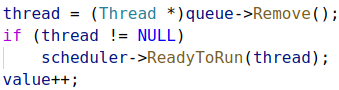 thread = (Thread *)queue->Remove();
if (thread != NULL)
    scheduler->ReadyToRun(thread);
value++;